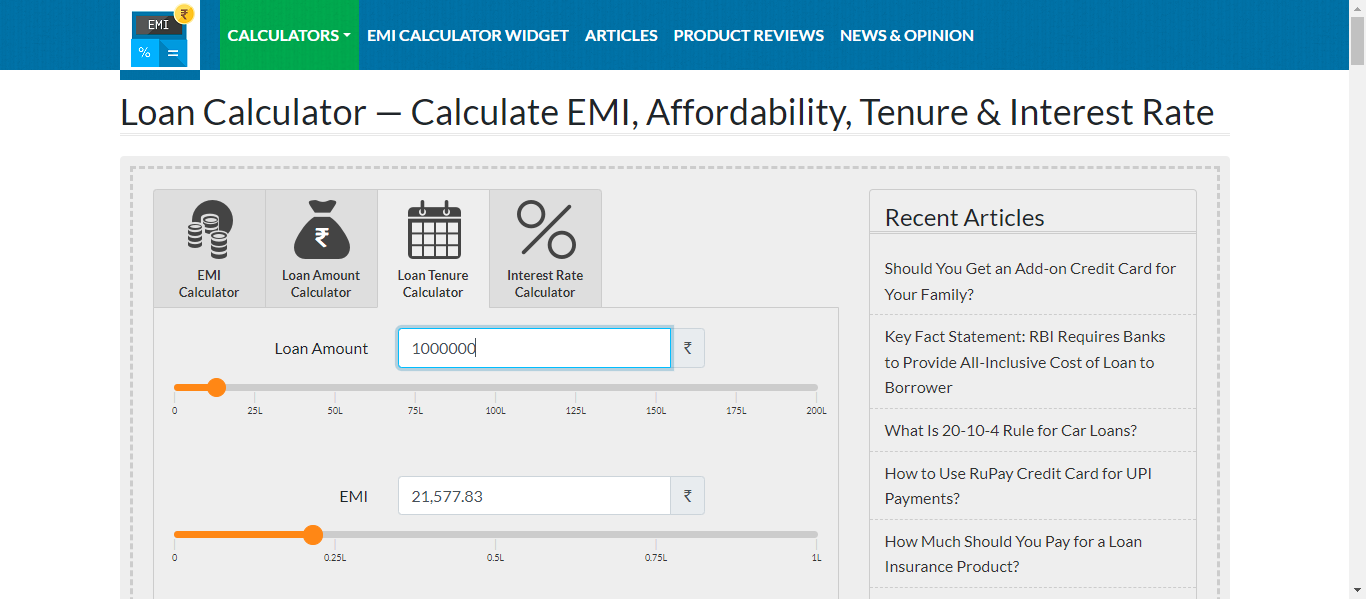 EMI
₹
%
=
CALCULATORS
EMI CALCULATOR WIDGET
ARTICLES
PRODUCT REVIEWS
NEWS & OPINION
Loan Calculator — Calculate EMI, Affordability, Tenure & Interest Rate
EMI
Calculator
₹
Loan Amount
Calculator
Loan Tenure
Calculator
Interest Rate
Calculator
Loan Amount
1000000
₹
0 25L 50L 75L 100L 125L 150L 175L 200L
EMI
21,577.83
₹
0 0.25L 0.5L 0.75L 1L
Recent Articles
Should You Get an Add-on Credit Card for
Your Family?
Key Fact Statement: RBI Requires Banks
to Provide All-Inclusive Cost of Loan to
Borrower
What Is 20-10-4 Rule for Car Loans?
How to Use RuPay Credit Card for UPI
Payments?
How Much Should You Pay for a Loan
Insurance Product?